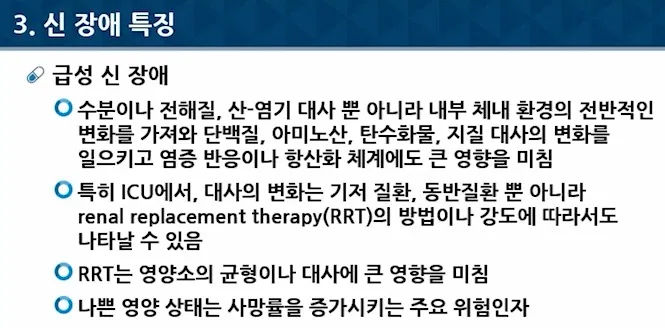 3. 신 장애 특징
급성 신 장애
수분이나 전해질, 산-염기 대사 뿐 아니라 내부 체내 환경의 전반적인
변화를 가져와 단백질, 아미노산, 탄수화물, 지질 대사의 변화를
일으키고 염증 반응이나 항산화 체계에도 큰 영향을 미침
특히 ICU에서, 대사의 변화는 기저 질환, 동반질환 뿐 아니라
renal replacement therapy(RRT)의 방법이나 강도에 따라서도
나타날 수 있음
RRT는 영양소의 균형이나 대사에 큰 영향을 미침
나쁜 영양 상태는 사망률을 증가시키는 주요 위험인자